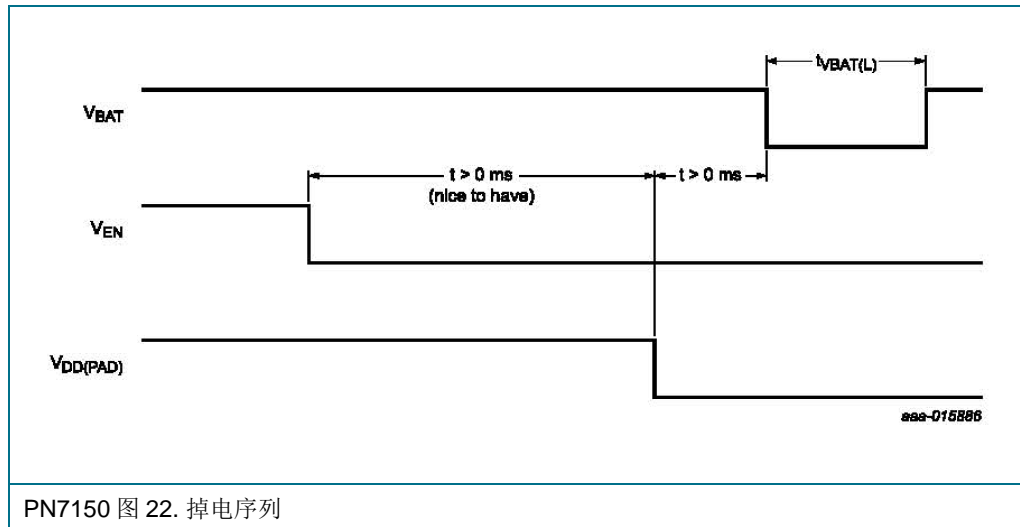 tVBAT(L)
VBAT
t > 0 ms
(nice to have)
t > 0 ms
VEN
VDD(PAD)
aaa-015886
PN7150 图 22. 掉电序列